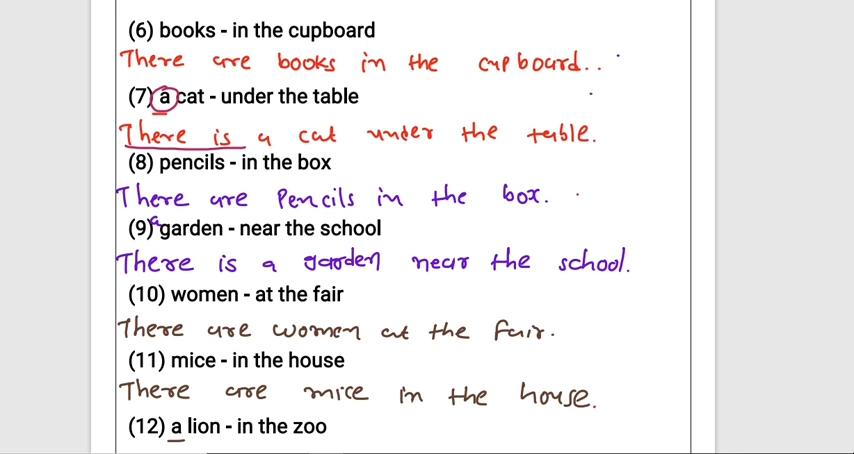 (6) books - in the cupboard
There are books in the cupboard..
(7) a cat - under the table
There is a cat under the table.
(8) pencils - in the box
There are Pencils in the box.
(9) a garden - near the school
There is a garden near the school.
(10) women - at the fair
There are women at the fair.
(11) mice - in the house
There are mice in the house.
(12) a lion - in the zoo